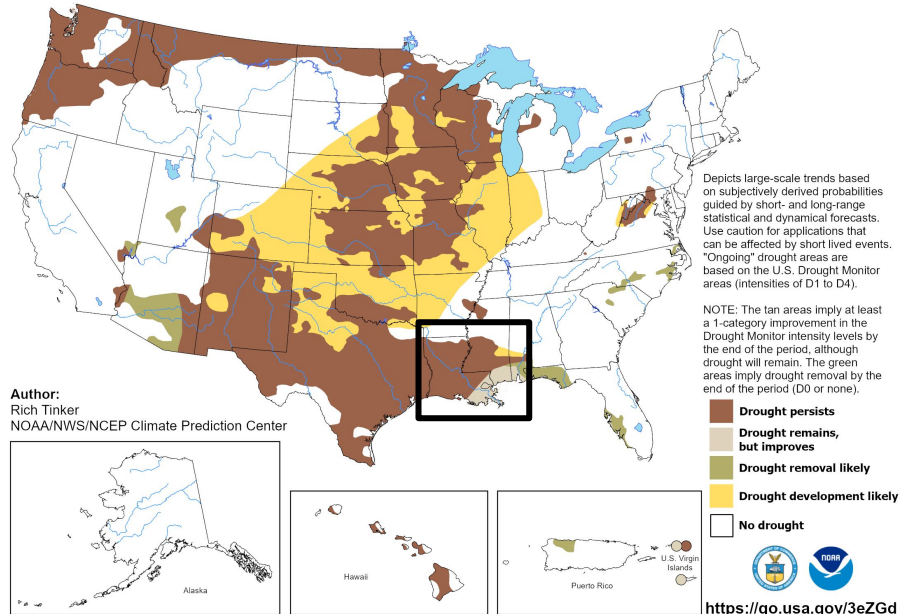 Depicts large-scale trends based
on subjectively derived probabilities
guided by short- and long-range
statistical and dynamical forecasts.
Use caution for applications that
can be affected by short lived events.
"Ongoing" drought areas are
based on the U.S. Drought Monitor
areas (intensities of D1 to D4).
NOTE: The tan areas imply at least
a 1-category improvement in the
Drought Monitor intensity levels by
the end of the period, although
drought will remain. The green
areas imply drought removal by the
end of the period (D0 or none).
Author:
Rich Tinker
NOAA/NWS/NCEP Climate Prediction Center
Drought persists
Drought remains,
but improves
Drought removal likely
Drought development likely
No drought
Alaska
Hawaii
Puerto Rico
U.S. Virgin
Islands
NOAA
https://go.usa.gov/3eZGd